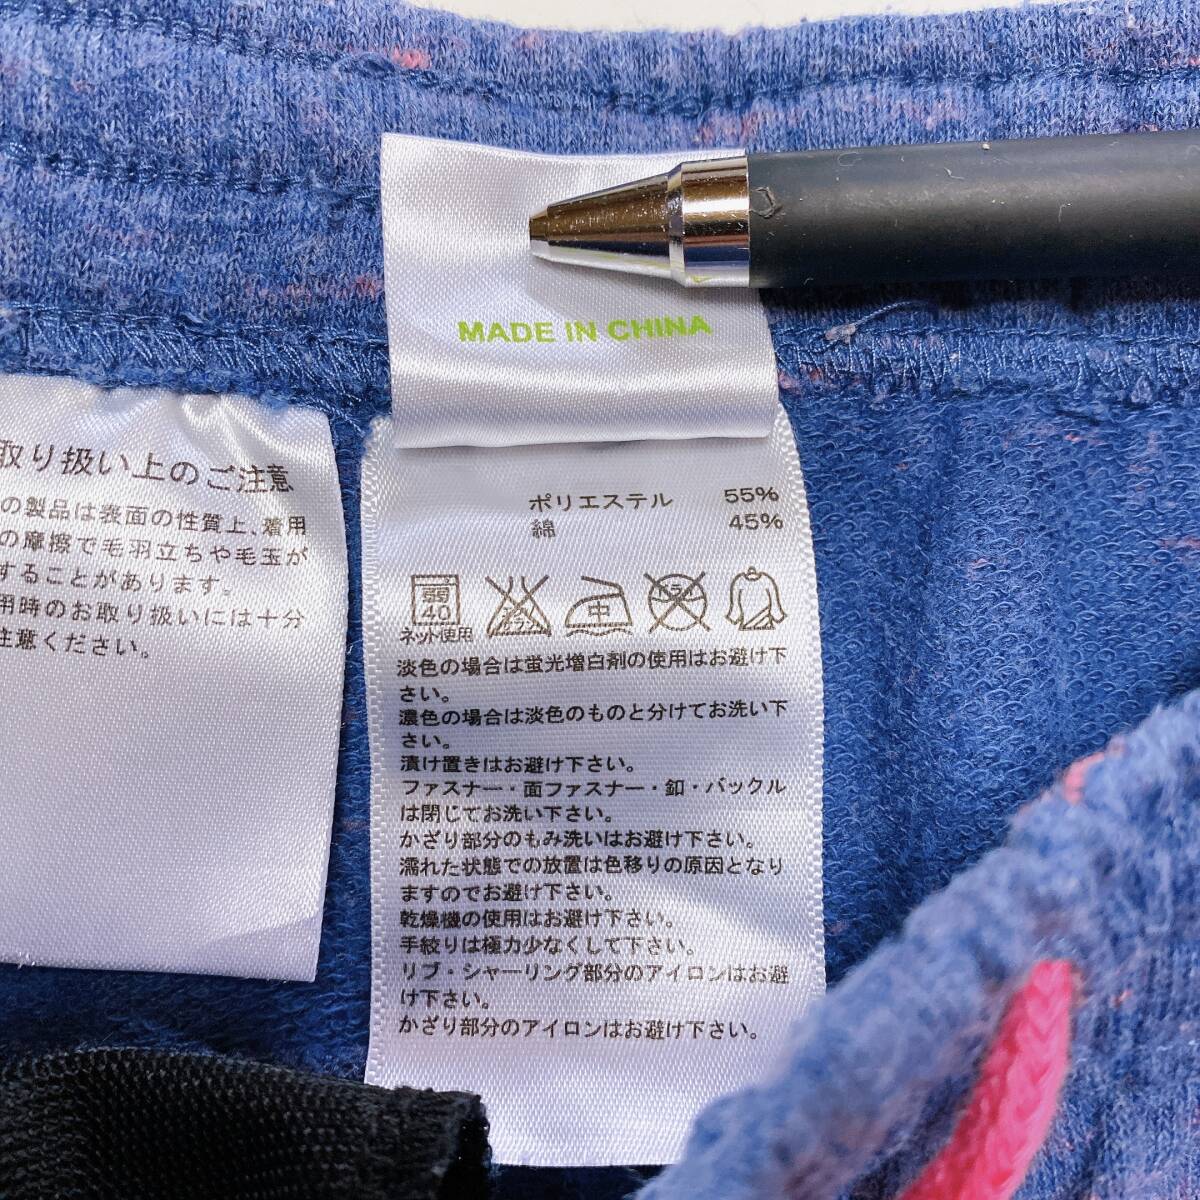 MADE IN CHINA
取り扱い上のご注意
の製品は表面の性質上、着用
の摩擦で毛羽立ちや毛玉が
することがあります。
用時のお取り扱いには十分
注意ください。
ポリエステル 55%
綿 45%
弱 40 中
ネット使用
淡色の場合は蛍光増白剤の使用はお避け下
さい。
濃色の場合は淡色のものと分けてお洗い下
さい。
漬け置きはお避け下さい。
ファスナー・面ファスナー・釦・バックル
は閉じてお洗い下さい。
かざり部分のもみ洗いはお避け下さい。
濡れた状態での放置は色移りの原因となり
ますのでお避け下さい。
乾燥機の使用はお避け下さい。
手絞りは極力少なくして下さい。
リブ・シャーリング部分のアイロンはお避
け下さい。
かざり部分のアイロンはお避け下さい。